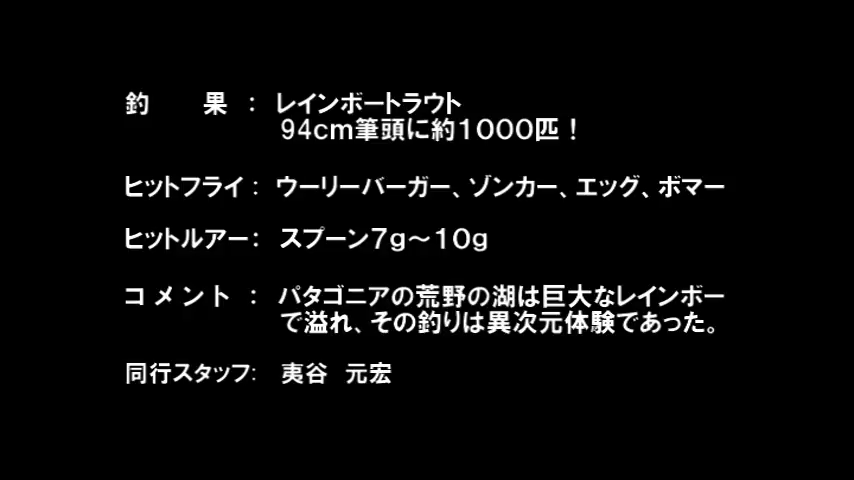 釣　果 ： レインボートラウト
94cm筆頭に約1000匹！
ヒットフライ： ウーリーバーガー、ゾンカー、エッグ、ボマー
ヒットルアー： スプーン7g～10g
コメント ： パタゴニアの荒野の湖は巨大なレインボー
で溢れ、その釣りは異次元体験であった。
同行スタッフ： 夷谷　元宏